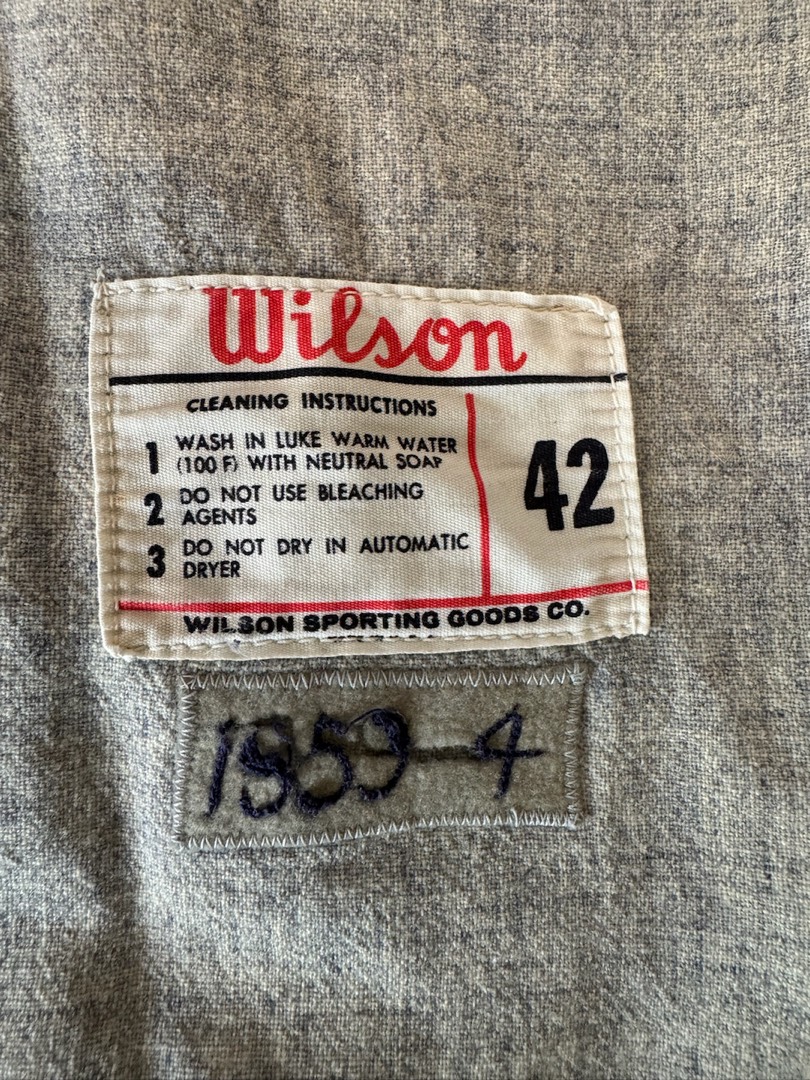 Wilson
CLEANING INSTRUCTIONS
1 WASH IN LUKE WARM WATER
(100 F) WITH NEUTRAL SOAP
2 DO NOT USE BLEACHING
AGENTS
3 DO NOT DRY IN AUTOMATIC
DRYER
42
WILSON SPORTING GOODS CO.
1959-4